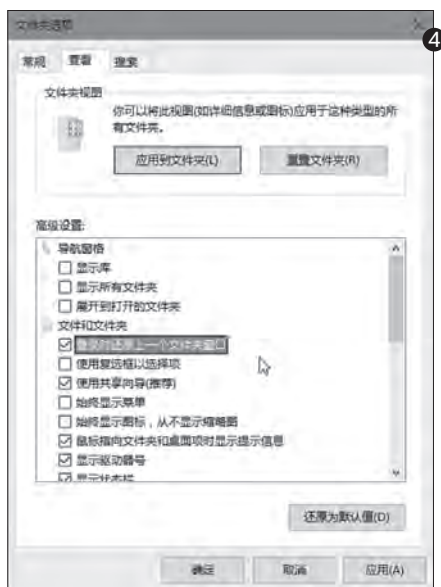 文件夹选项
4
常规 查看 搜索
文件夹视图
你可以将此视图(如详细信息或图标)应用于这种类型的所
有文件夹。
应用到文件夹(L) 重置文件夹(R)
高级设置:
导航窗格
显示库
显示所有文件夹
展开到打开的文件夹
文件和文件夹
登录时还原上一个文件夹窗口
使用复选框以选择项
使用共享向导(推荐)
始终显示菜单
始终显示图标，从不显示缩略图
鼠标指向文件夹和桌面项时显示提示信息
显示驱动器号
显示状态栏
还原为默认值(D)
确定 取消 应用(A)